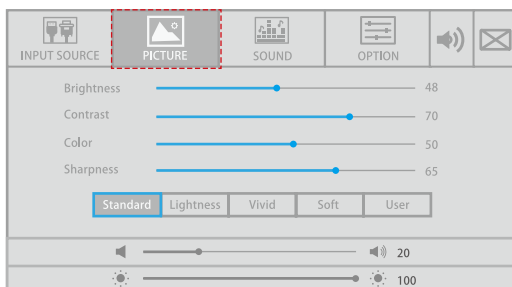 INPUT SOURCE PICTURE SOUND OPTION
Brightness 48
Contrast 70
Color 50
Sharpness 65
Standard Lightness Vivid Soft User
20
100